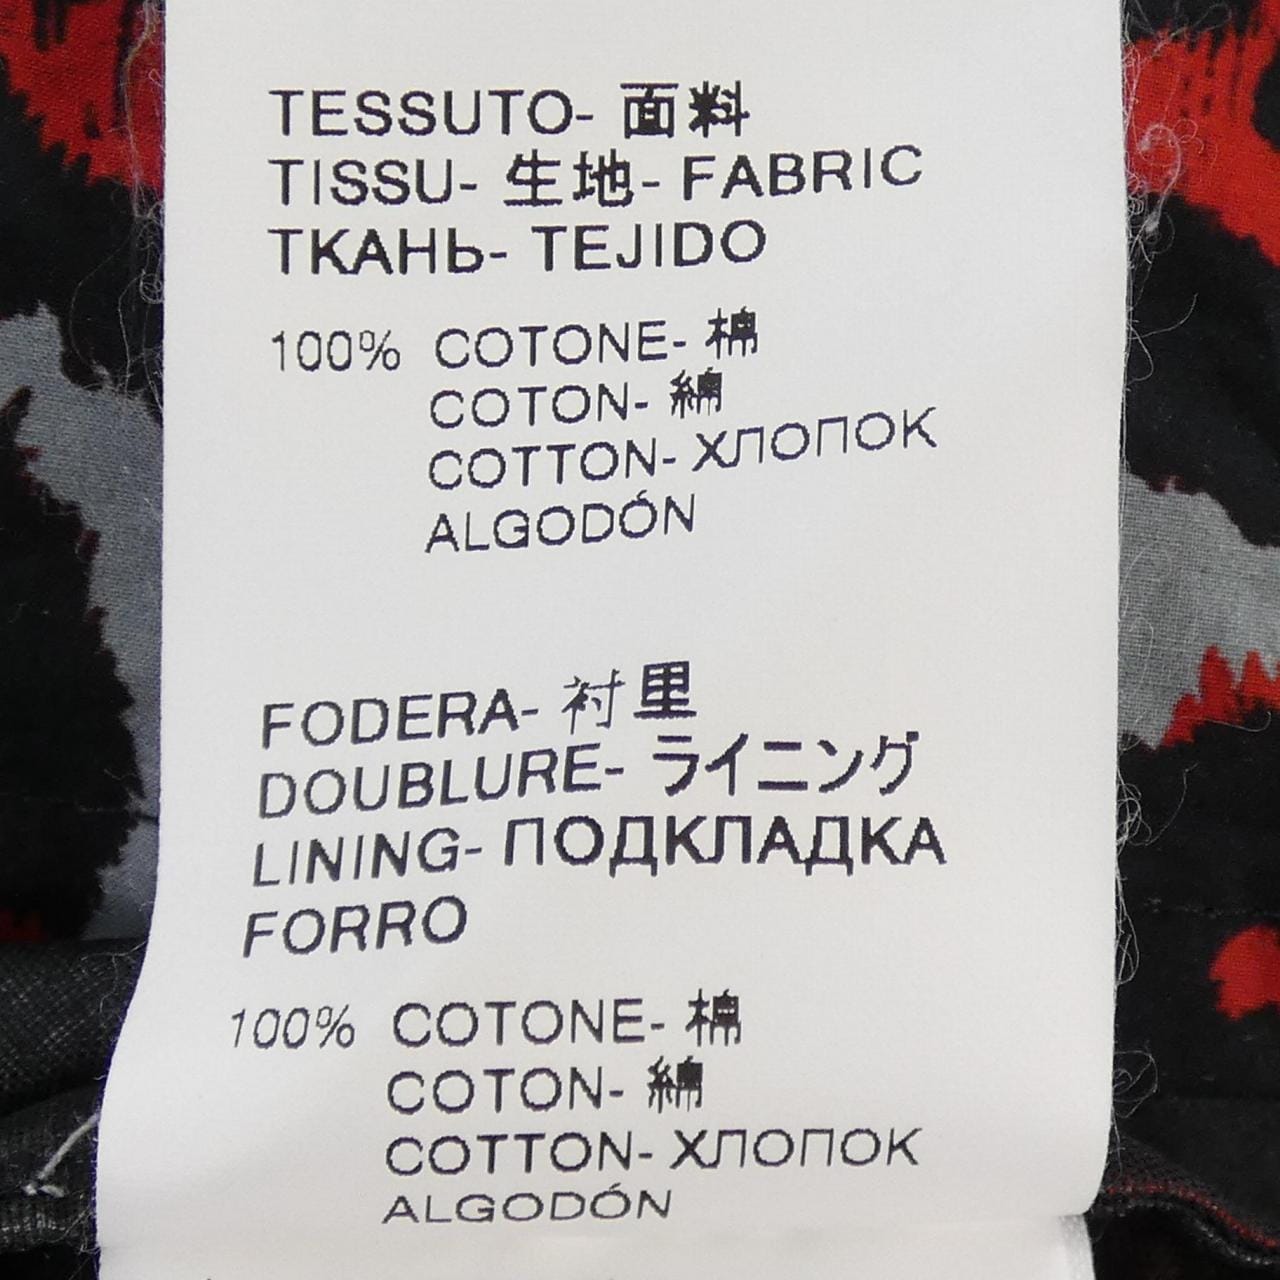 TESSUTO- 面料
TISSU- 生地- FABRIC
ТКАНЬ- TEJIDO
100% COTONE- 棉
COTON- 綿
COTTON- ХЛОПОК
ALGODÓN
FODERA- 衬里
DOUBLURE- ライニング
LINING- ПОДКЛАДКА
FORRO
100% COTONE- 棉
COTON- 綿
COTTON- ХЛОПОК
ALGODÓN